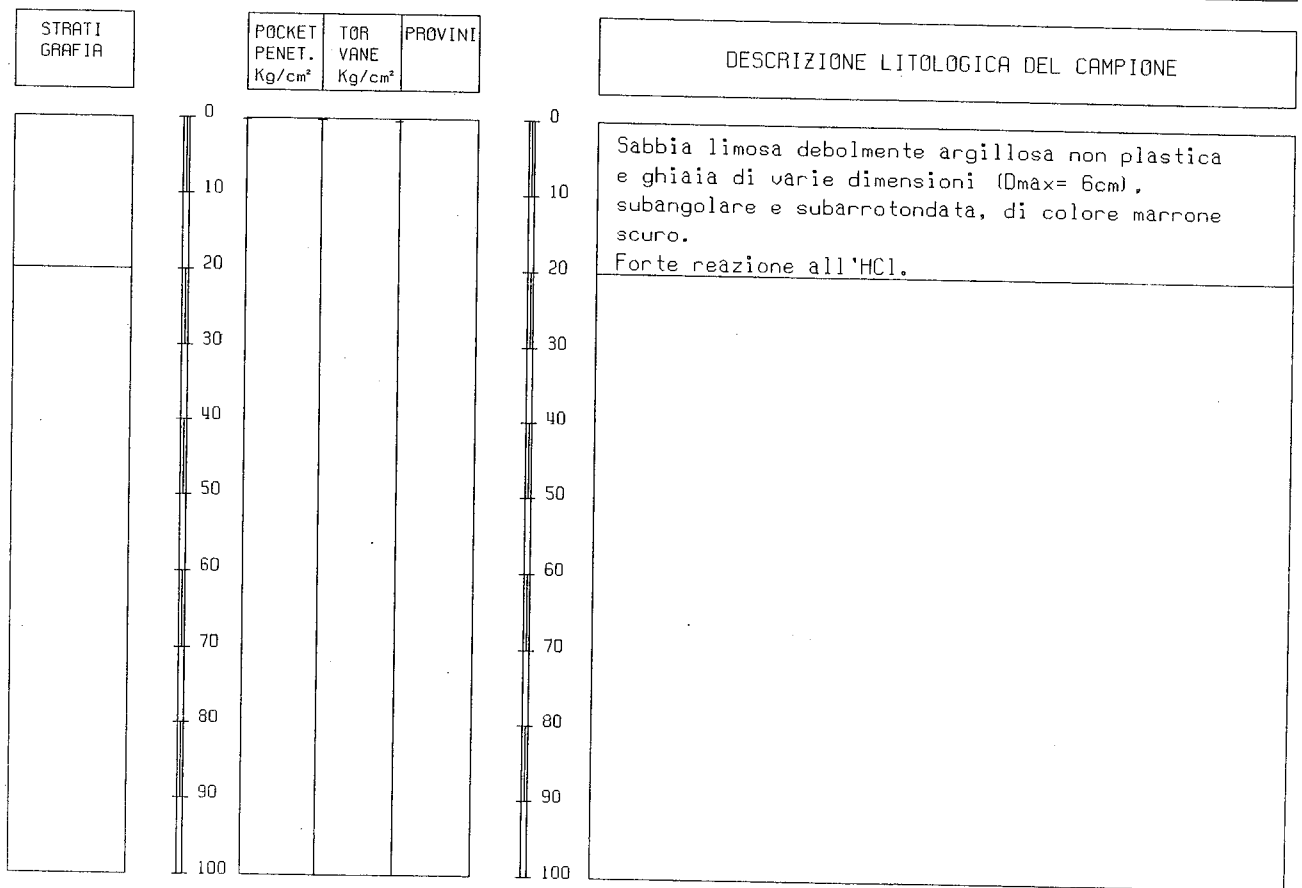 STRATI
GRAFIA
POCKET
PENET.
Kg/cm²
TOR
VANE
Kg/cm²
PROVINI
DESCRIZIONE LITOLOGICA DEL CAMPIONE
0
10
20
30
40
50
60
70
80
90
100
0
10
20
30
40
50
60
70
80
90
100
Sabbia limosa debolmente argillosa non plastica
e ghiaia di varie dimensioni (Dmax= 6cm),
subangolare e subarrotondata, di colore marrone
scuro.
Forte reazione all'HCl.